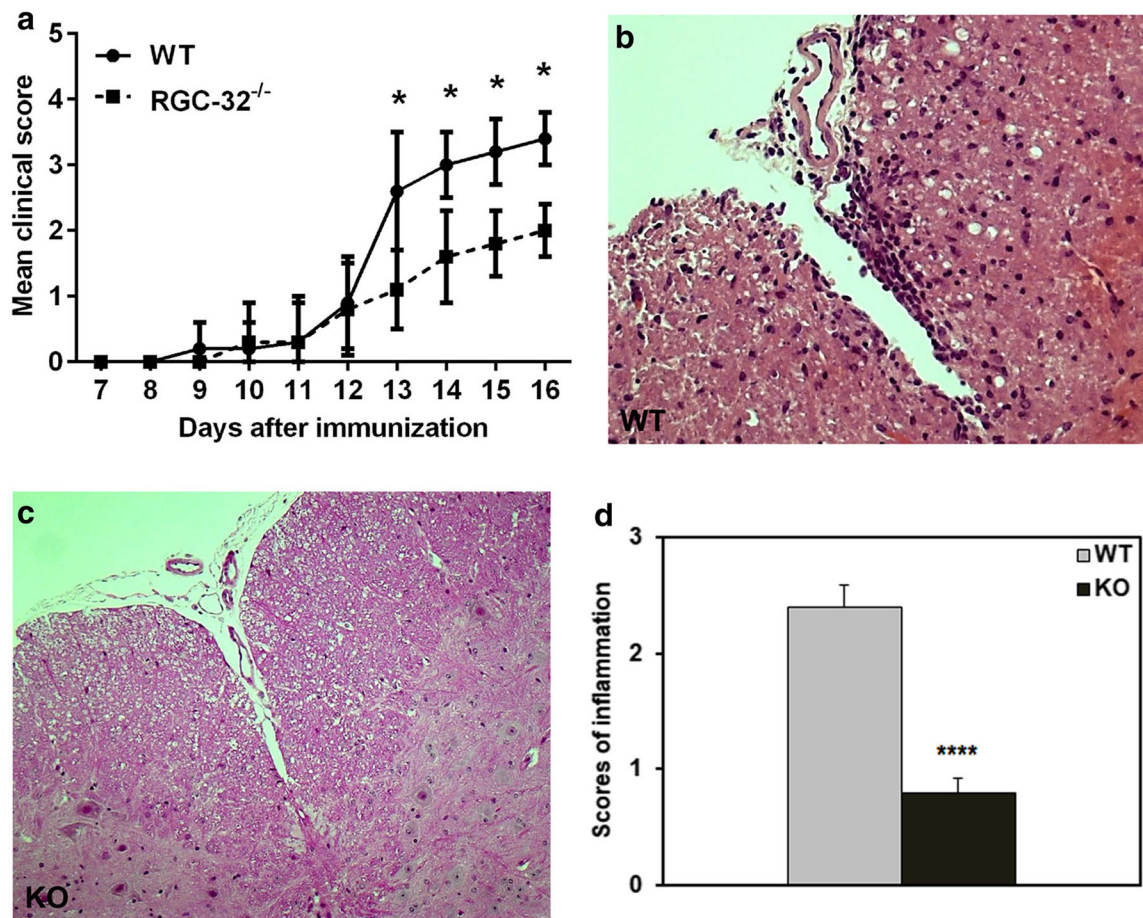 a
5
4
3
2
1
0
Mean clinical score
WT
RGC-32-/-
* * * *
7 8 9 10 11 12 13 14 15 16
Days after immunization
b
WT
c
KO
d
3
2
1
0
Scores of inflammation
WT
KO
****